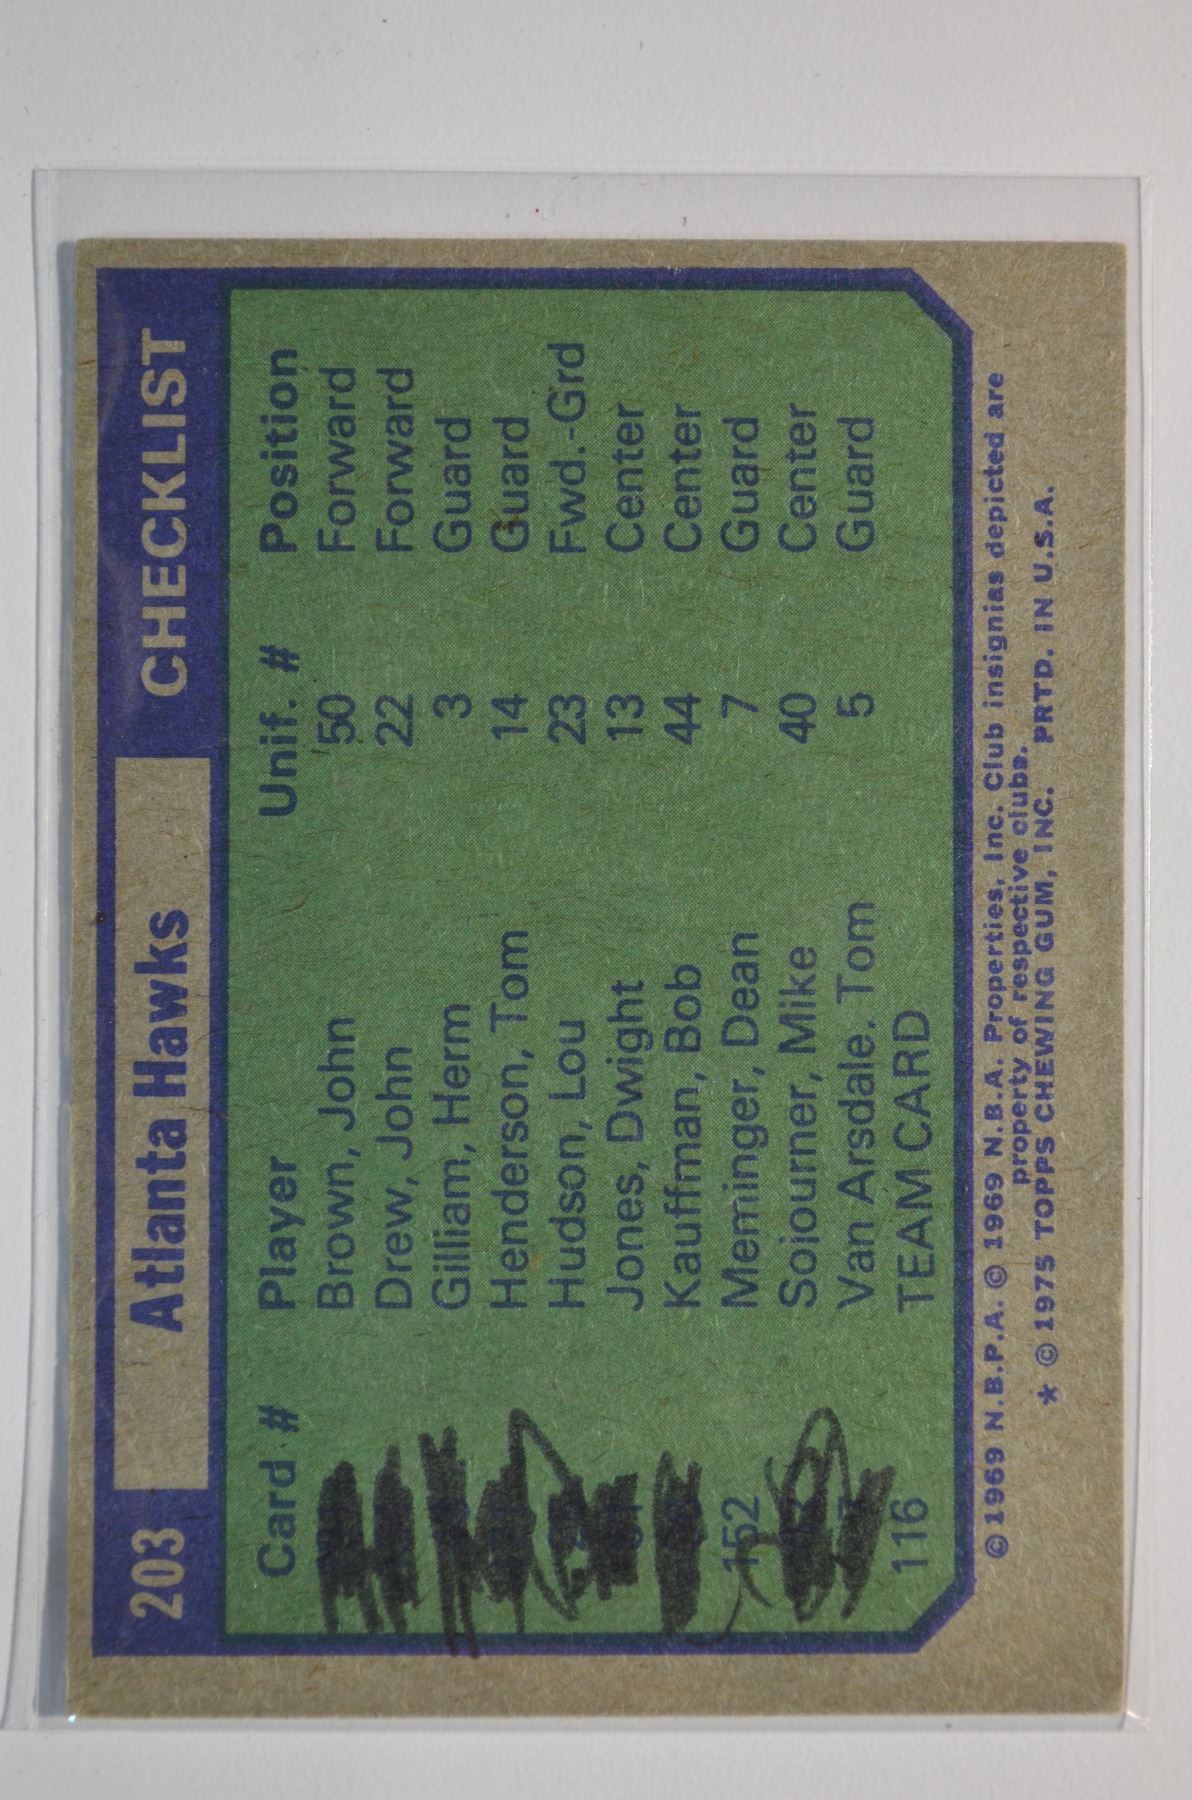 203 Atlanta Hawks CHECKLIST
Card # Player Unif. # Position
Brown, John 50 Forward
Drew, John 22 Forward
Gilliam, Herm 3 Guard
Henderson, Tom 14 Guard
Hudson, Lou 23 Fwd.-Grd
Jones, Dwight 13 Center
Kauffman, Bob 44 Center
152 Meminger, Dean 7 Guard
Sojourner, Mike 40 Center
Van Arsdale, Tom 5 Guard
116 TEAM CARD
©1969 N.B.P.A. © 1969 N.B.A. Properties, Inc. Club insignias depicted are
property of respective clubs.
* © 1975 TOPPS CHEWING GUM, INC. PRTD. IN U.S.A.